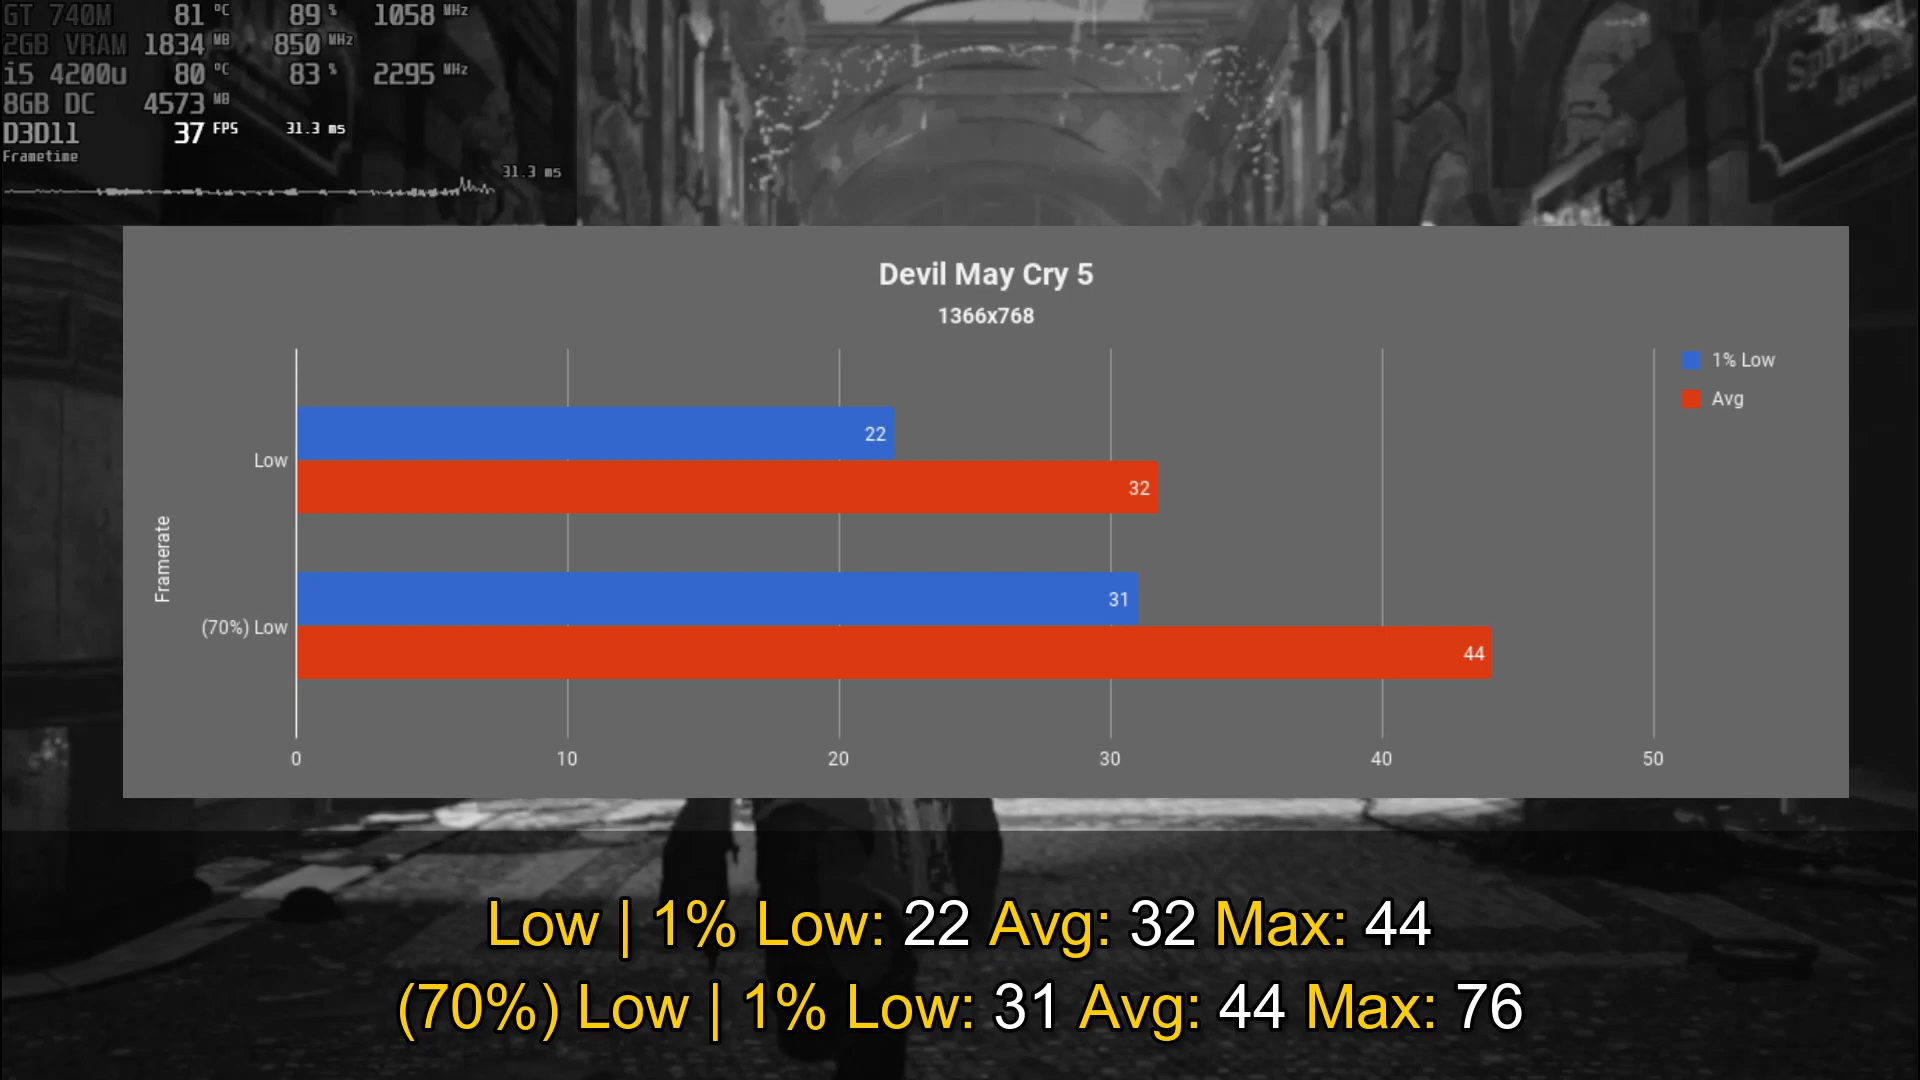 GT 740M 81 °C 89 % 1058 MHz
2GB VRAM 1834 MB 850 MHz
i5 4200u 80 °C 83 % 2295 MHz
8GB DC 4573 MB
D3D11 37 FPS 31.3 ms
Frametime
31.3 ms
Devil May Cry 5
1366x768
1% Low
Avg
Framerate
Low
22
32
(70%) Low
31
44
0 10 20 30 40 50
Low | 1% Low: 22 Avg: 32 Max: 44
(70%) Low | 1% Low: 31 Avg: 44 Max: 76